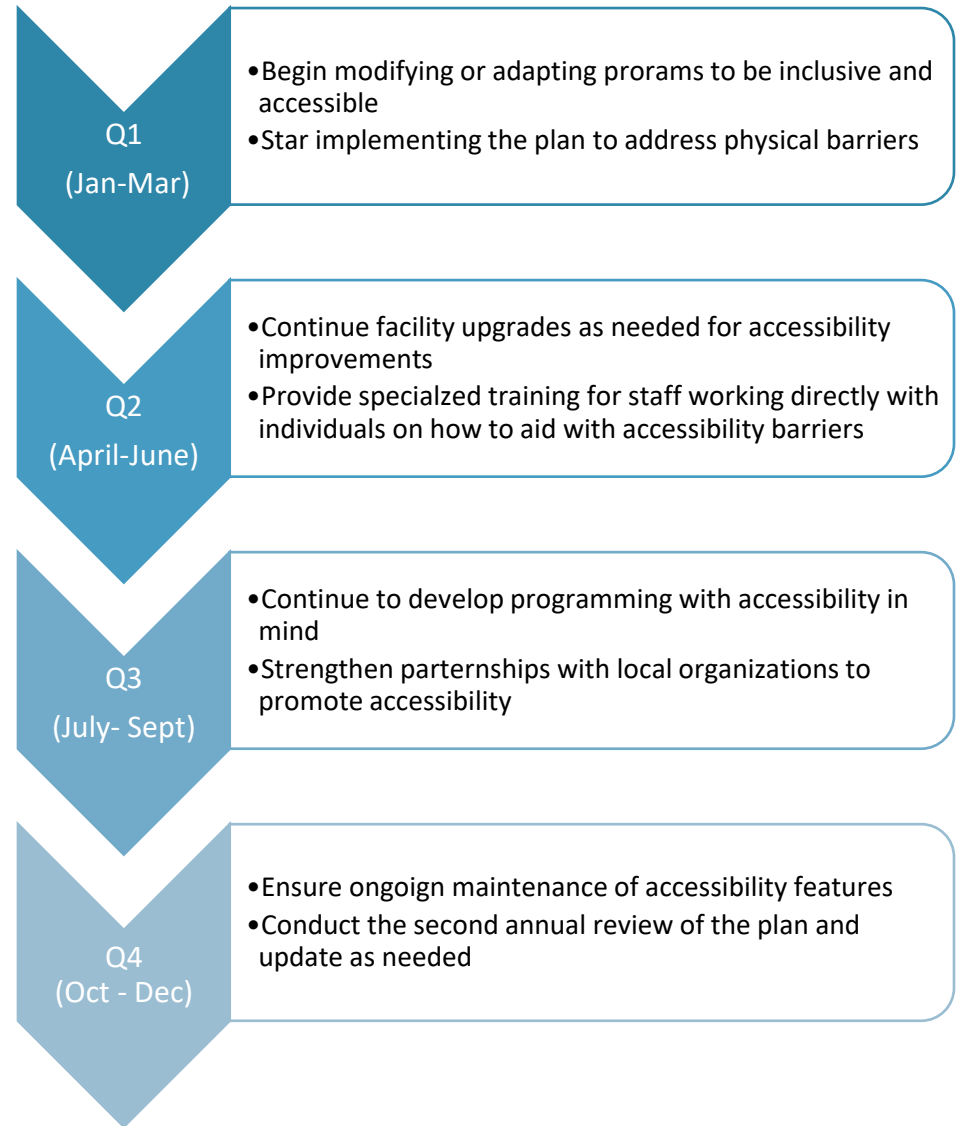 Q1
(Jan-Mar)
•Begin modifying or adapting prorams to be inclusive and
accessible
•Star implementing the plan to address physical barriers
Q2
(April-June)
•Continue facility upgrades as needed for accessibility
improvements
•Provide specialzed training for staff working directly with
individuals on how to aid with accessibility barriers
Q3
(July- Sept)
•Continue to develop programming with accessibility in
mind
•Strengthen parternships with local organizations to
promote accessibility
Q4
(Oct - Dec)
•Ensure ongoign maintenance of accessibility features
•Conduct the second annual review of the plan and
update as needed